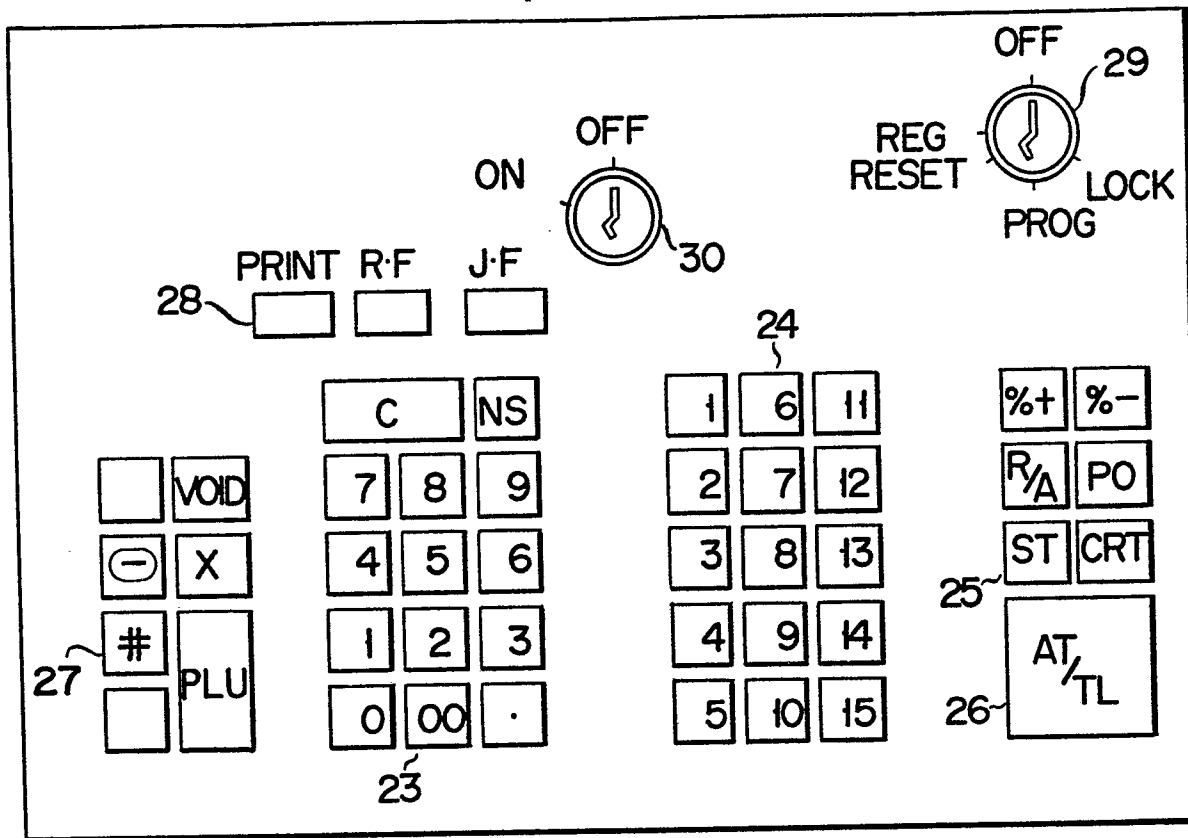 OFF
29
REG
RESET
LOCK
PROG
OFF
ON
30
PRINT R·F J·F
28
24
C NS
1 6 11
%+ %-
VOID
7 8 9
2 7 12
R/A PO
⊖ X
4 5 6
3 8 13
ST CRT
25
#
27
PLU
1 2 3
4 9 14
AT/TL
26
0 00 .
5 10 15
23